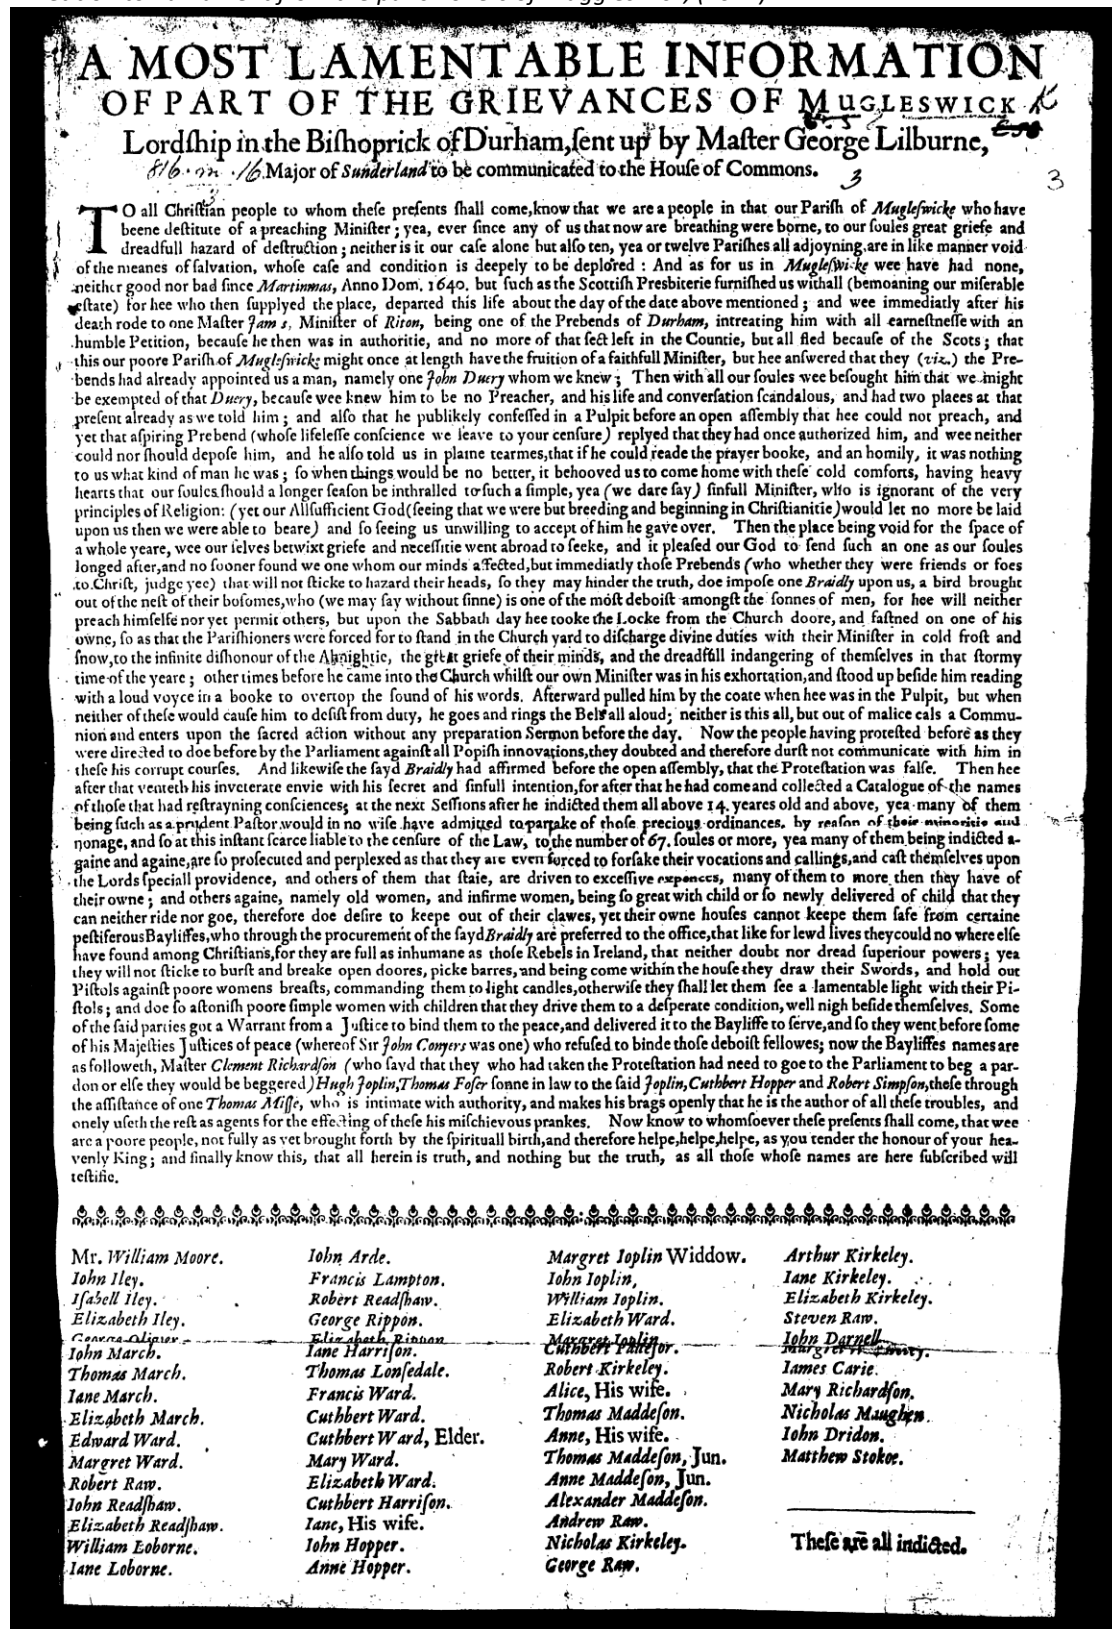 A MOST LAMENTABLE INFORMATION
OF PART OF THE GRIEVANCES OF MUGLESWICK
Lordſhip in the Biſhoprick of Durham, ſent up by Maſter George Lilburne,
816. m. 16. Major of Sunderland to be communicated to the Houſe of Commons.
3
3
TO all Chriſtian people to whom theſe preſents ſhall come, know that we are a people in that our Pariſh of Mugleſwicke who have
beene deſtitute of a preaching Miniſter; yea, ever ſince any of us that now are breathing were borne, to our ſoules great griefe and
dreadfull hazard of deſtruction; neither is it our caſe alone but alſo ten, yea or twelve Pariſhes all adjoyning, are in like manner void
of the meanes of ſalvation, whoſe caſe and condition is deepely to be deplored: And as for us in Mugleſwicke wee have had none,
neither good nor bad ſince Martinmas, Anno Dom. 1640. but ſuch as the Scottiſh Presbiterie furniſhed us withall (bemoaning our miſerable
eſtate) for hee who then ſupplyed the place, departed this life about the day of the date above mentioned; and wee immediatly after his
death rode to one Maſter Jam s, Miniſter of Riton, being one of the Prebends of Durham, intreating him with all earneſtneſſe with an
humble Petition, becauſe he then was in authoritie, and no more of that ſect left in the Countie, but all fled becauſe of the Scots; that
this our poore Pariſh of Mugleſwicke might once at length have the fruition of a faithfull Miniſter, but hee anſwered that they (viz.) the Pre-
bends had already appointed us a man, namely one John Duery whom we knew; Then with all our ſoules wee beſought him that we might
be exempted of that Duery, becauſe wee knew him to be no Preacher, and his life and converſation ſcandalous, and had two places at that
preſent already as we told him; and alſo that he publikely confeſſed in a Pulpit before an open aſſembly that hee could not preach, and
yet that aſpiring Prebend (whoſe lifeleſſe conſcience we leave to your cenſure) replyed that they had once authorized him, and wee neither
could nor ſhould depoſe him, and he alſo told us in plaine tearmes, that if he could reade the prayer booke, and an homily, it was nothing
to us what kind of man he was; ſo when things would be no better, it behooved us to come home with theſe cold comforts, having heavy
hearts that our ſoules ſhould a longer ſeaſon be inthralled to ſuch a ſimple, yea (we dare ſay) ſinfull Miniſter, who is ignorant of the very
principles of Religion: (yet our Allſufficient God (ſeeing that we were but breeding and beginning in Chriſtianitie) would let no more be laid
upon us then we were able to beare) and ſo ſeeing us unwilling to accept of him he gave over. Then the place being void for the ſpace of
a whole yeare, wee our ſelves betwixt griefe and neceſſitie went abroad to ſeeke, and it pleaſed our God to ſend ſuch an one as our ſoules
longed after, and no ſooner found we one whom our minds affected, but immediatly thoſe Prebends (who whether they were friends or foes
to Chriſt, judge yee) that will not ſticke to hazard their heads, ſo they may hinder the truth, doe impoſe one Braidly upon us, a bird brought
out of the neſt of their boſomes, who (we may ſay without ſinne) is one of the moſt deboiſt amongſt the ſonnes of men, for hee will neither
preach himſelfe nor yet permit others, but upon the Sabbath day hee tooke the Locke from the Church doore, and faſtned on one of his
owne, ſo as that the Pariſhioners were forced for to ſtand in the Church yard to diſcharge divine duties with their Miniſter in cold froſt and
ſnow, to the infinite diſhonour of the Almightie, the great griefe of their minds, and the dreadfull indangering of themſelves in that ſtormy
time of the yeare; other times before he came into the Church whilſt our own Miniſter was in his exhortation, and ſtood up beſide him reading
with a loud voyce in a booke to overtop the ſound of his words. Afterward pulled him by the coate when hee was in the Pulpit, but when
neither of theſe would cauſe him to deſiſt from duty, he goes and rings the Bels all aloud; neither is this all, but out of malice cals a Commu-
nion and enters upon the ſacred action without any preparation Sermon before the day. Now the people having proteſted before as they
were directed to doe before by the Parliament againſt all Popiſh innovations, they doubted and therefore durſt not communicate with him in
theſe his corrupt courſes. And likewiſe the ſayd Braidly had affirmed before the open aſſembly, that the Proteſtation was falſe. Then hee
after that venteth his inveterate envie with his ſecret and ſinfull intention, for after that he had come and collected a Catalogue of the names
of thoſe that had reſtrayning conſciences; at the next Seſſions after he indicted them all above 14. yeares old and above, yea many of them
being ſuch as a prudent Paſtor would in no wiſe have admitted to partake of thoſe precious ordinances, by reaſon of their minoritie and
nonage, and ſo at this inſtant ſcarce liable to the cenſure of the Law, to the number of 67. ſoules or more, yea many of them being indicted a-
gaine and againe, are ſo proſecuted and perplexed as that they are even forced to forſake their vocations and callings, and caſt themſelves upon
the Lords ſpeciall providence, and others of them that ſtaie, are driven to exceſſive expences, many of them to more then they have of
their owne; and others againe, namely old women, and infirme women, being ſo great with child or ſo newly delivered of child that they
can neither ride nor goe, therefore doe deſire to keepe out of their clawes, yet their owne houſes cannot keepe them ſafe from certaine
peſtiferous Bayliffes, who through the procurement of the ſayd Braidly are preferred to the office, that like for lewd lives they could no where elſe
have found among Chriſtians, for they are full as inhumane as thoſe Rebels in Ireland, that neither doubt nor dread ſuperiour powers; yea
they will not ſticke to burſt and breake open doores, picke barres, and being come within the houſe they draw their Swords, and hold out
Piſtols againſt poore womens breaſts, commanding them to light candles, otherwiſe they ſhall let them ſee a lamentable light with their Pi-
ſtols; and doe ſo aſtoniſh poore ſimple women with children that they drive them to a deſperate condition, well nigh beſide themſelves. Some
of the ſaid parties got a Warrant from a Juſtice to bind them to the peace, and delivered it to the Bayliffe to ſerve, and ſo they went before ſome
of his Majeſties Juſtices of peace (whereof Sir John Conyers was one) who refuſed to binde thoſe deboiſt fellowes; now the Bayliffes names are
as followeth, Maſter Clement Richardſon (who ſayd that they who had taken the Proteſtation had need to goe to the Parliament to beg a par-
don or elſe they would be beggered) Hugh Joplin, Thomas Foſer ſonne in law to the ſaid Joplin, Cuthbert Hopper and Robert Simpſon, theſe through
the aſſiſtance of one Thomas Miſſe, who is intimate with authority, and makes his brags openly that he is the author of all theſe troubles, and
onely uſeth the reſt as agents for the effecting of theſe his miſchievous prankes. Now know to whomſoever theſe preſents ſhall come, that wee
are a poore people, not fully as yet brought forth by the ſpirituall birth, and therefore helpe, helpe, helpe, as you tender the honour of your hea-
venly King; and finally know this, that all herein is truth, and nothing but the truth, as all thoſe whoſe names are here ſubſcribed will
teſtifie.
Mr. William Moore.
Iohn Iley.
Iſabell Iley.
Elizabeth Iley.
George Oliver
Iohn March.
Thomas March.
Iane March.
Elizabeth March.
Edward Ward.
Margret Ward.
Robert Raw.
Iohn Readſhaw.
Elizabeth Readſhaw.
William Loborne.
Iane Loborne.
Iohn Arde.
Francis Lampton.
Robert Readſhaw.
George Rippon.
Elizabeth Rippon
Iane Harriſon.
Thomas Lonſedale.
Francis Ward.
Cuthbert Ward.
Cuthbert Ward, Elder.
Mary Ward.
Elizabeth Ward.
Cuthbert Harriſon.
Iane, His wife.
Iohn Hopper.
Anne Hopper.
Margret Ioplin Widdow.
Iohn Ioplin,
William Ioplin.
Elizabeth Ward.
Margret Ioplin
Cuthbert
Robert Kirkeley.
Alice, His wife.
Thomas Maddeſon.
Anne, His wife.
Thomas Maddeſon, Jun.
Anne Maddeſon, Jun.
Alexander Maddeſon.
Andrew Raw.
Nicholas Kirkeley.
George Raw.
Arthur Kirkeley.
Iane Kirkeley.
Elizabeth Kirkeley.
Steven Raw.
Iohn Darnell
Margret
Iames Carie.
Mary Richardſon.
Nicholas Maughen.
Iohn Dridon.
Matthew Stokoe.
Theſe are all indicted.